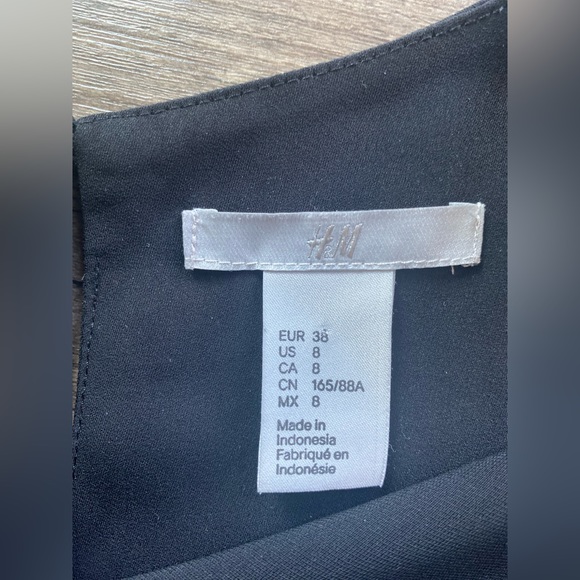 H&M
EUR 38
US 8
CA 8
CN 165/88A
MX 8
Made in
Indonesia
Fabriqué en
Indonésie